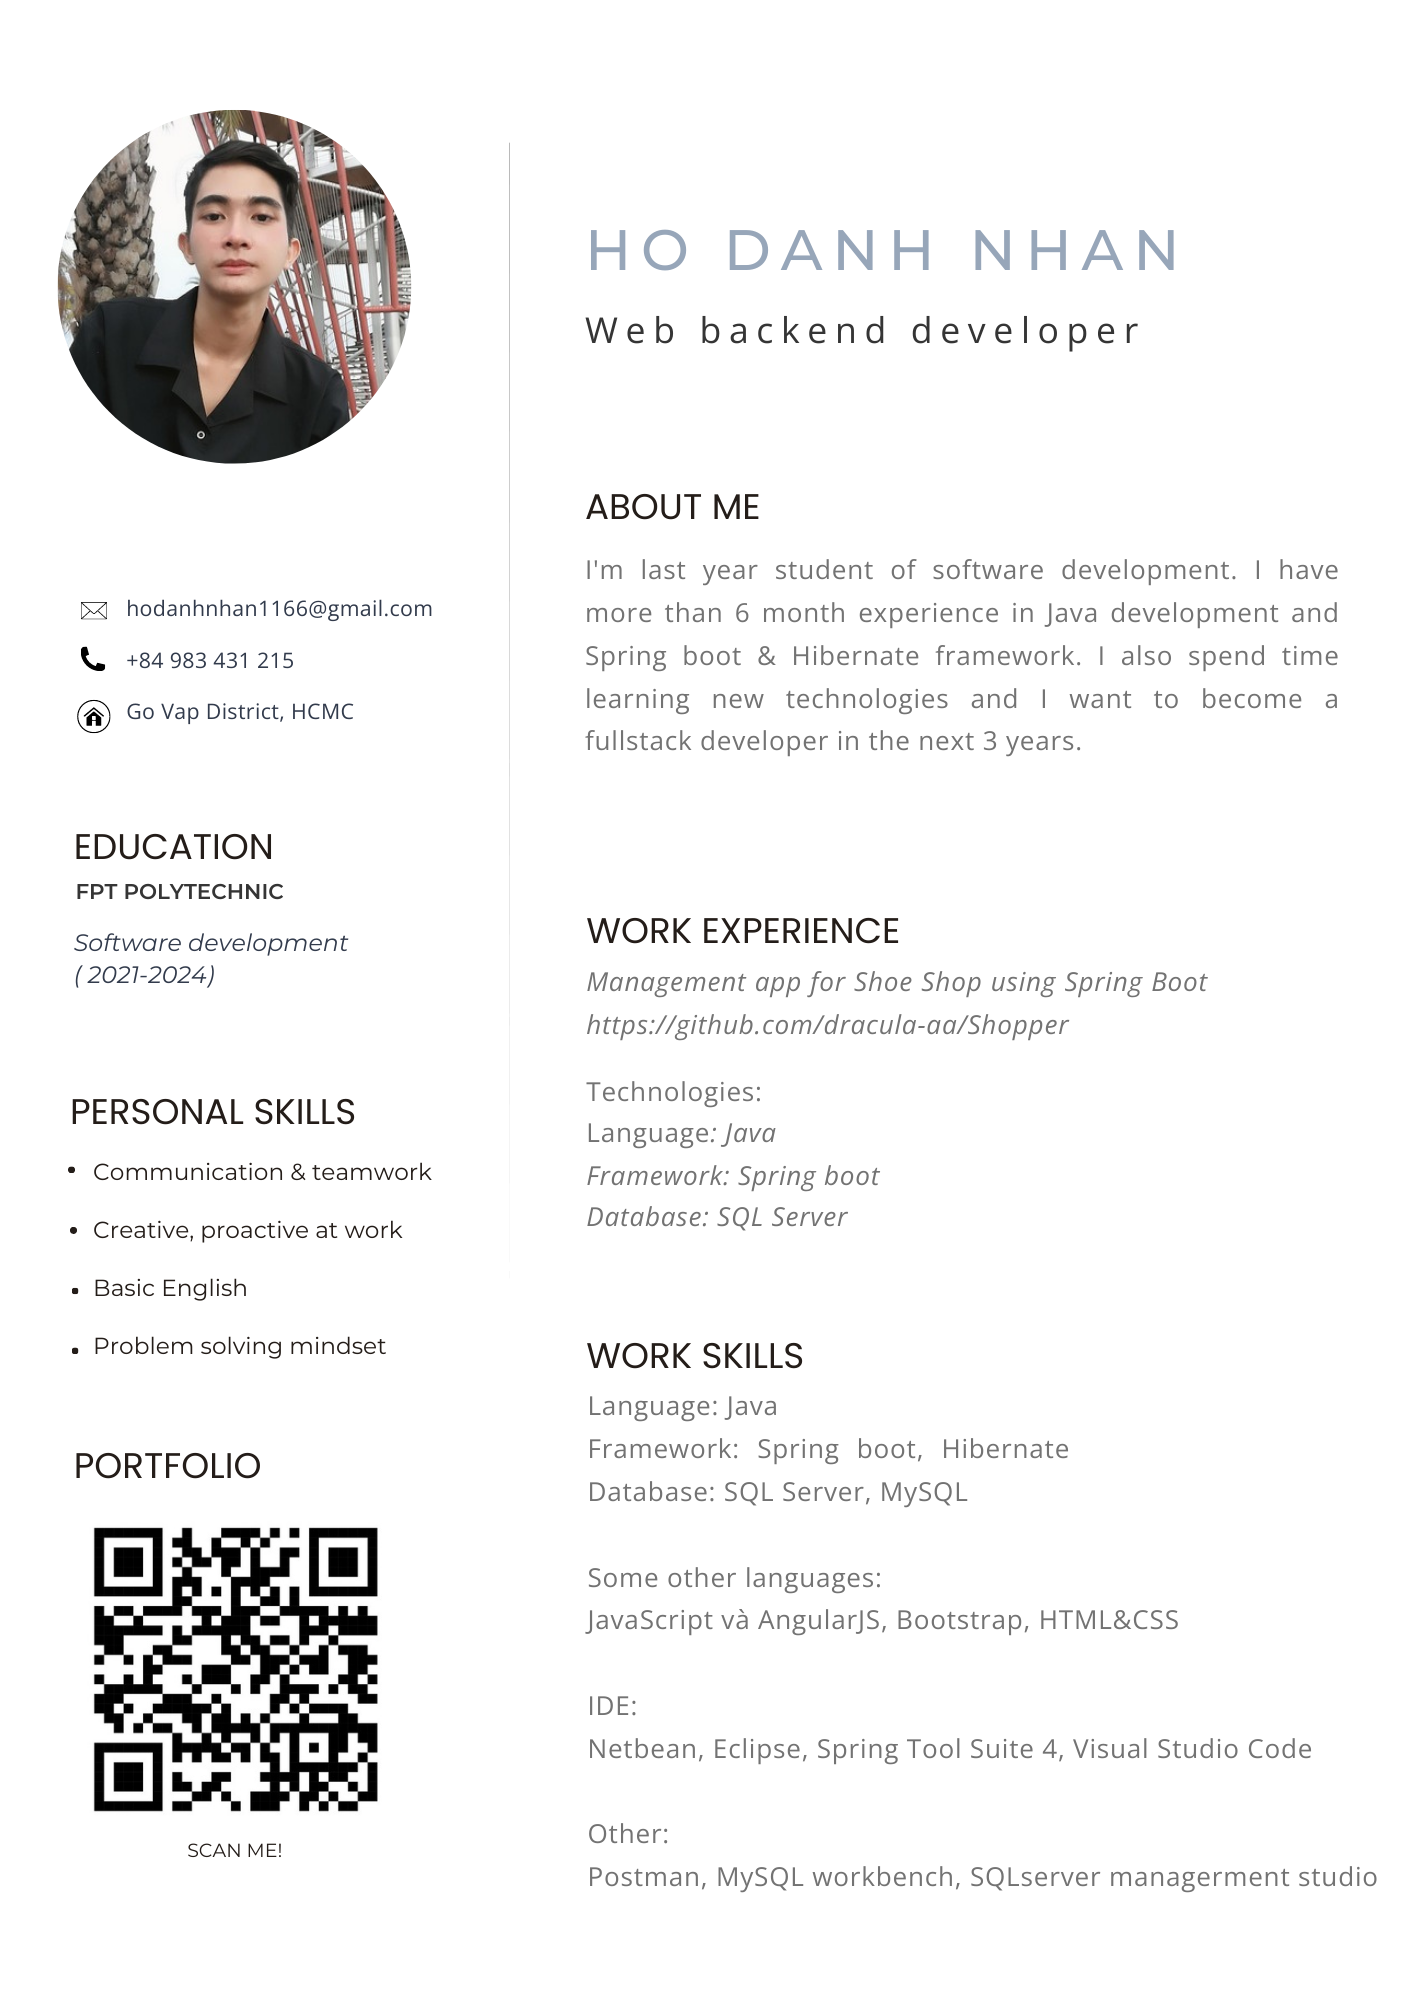 HO DANH NHAN
Web backend developer
hodanhnhan1166@gmail.com
+84 983 431 215
Go Vap District, HCMC
EDUCATION
FPT POLYTECHNIC
Software development
( 2021-2024)
PERSONAL SKILLS
Communication & teamwork
Creative, proactive at work
Basic English
Problem solving mindset
PORTFOLIO
SCAN ME!
ABOUT ME
I'm last year student of software development. I have
more than 6 month experience in Java development and
Spring boot & Hibernate framework. I also spend time
learning new technologies and I want to become a
fullstack developer in the next 3 years.
WORK EXPERIENCE
Management app for Shoe Shop using Spring Boot
https://github.com/dracula-aa/Shopper
Technologies:
Language: Java
Framework: Spring boot
Database: SQL Server
WORK SKILLS
Language: Java
Framework: Spring boot, Hibernate
Database: SQL Server, MySQL
Some other languages:
JavaScript và AngularJS, Bootstrap, HTML&CSS
IDE:
Netbean, Eclipse, Spring Tool Suite 4, Visual Studio Code
Other:
Postman, MySQL workbench, SQLserver managerment studio